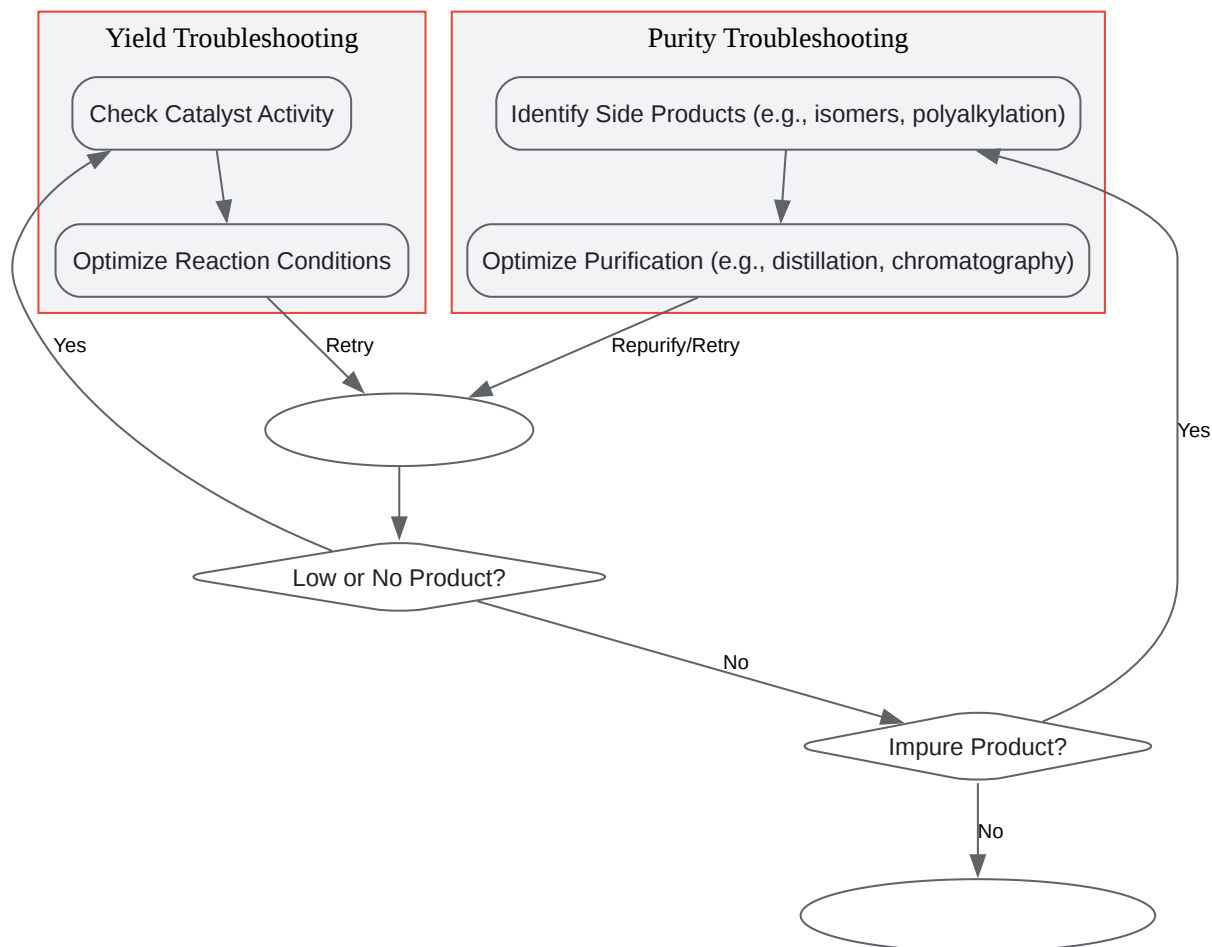 Yield Troubleshooting
Purity Troubleshooting
Check Catalyst Activity
Identify Side Products (e.g., isomers, polyalkylation)
Optimize Reaction Conditions
Optimize Purification (e.g., distillation, chromatography)
Yes
Retry
Repurify/Retry
Yes
Low or No Product?
No
Impure Product?
No